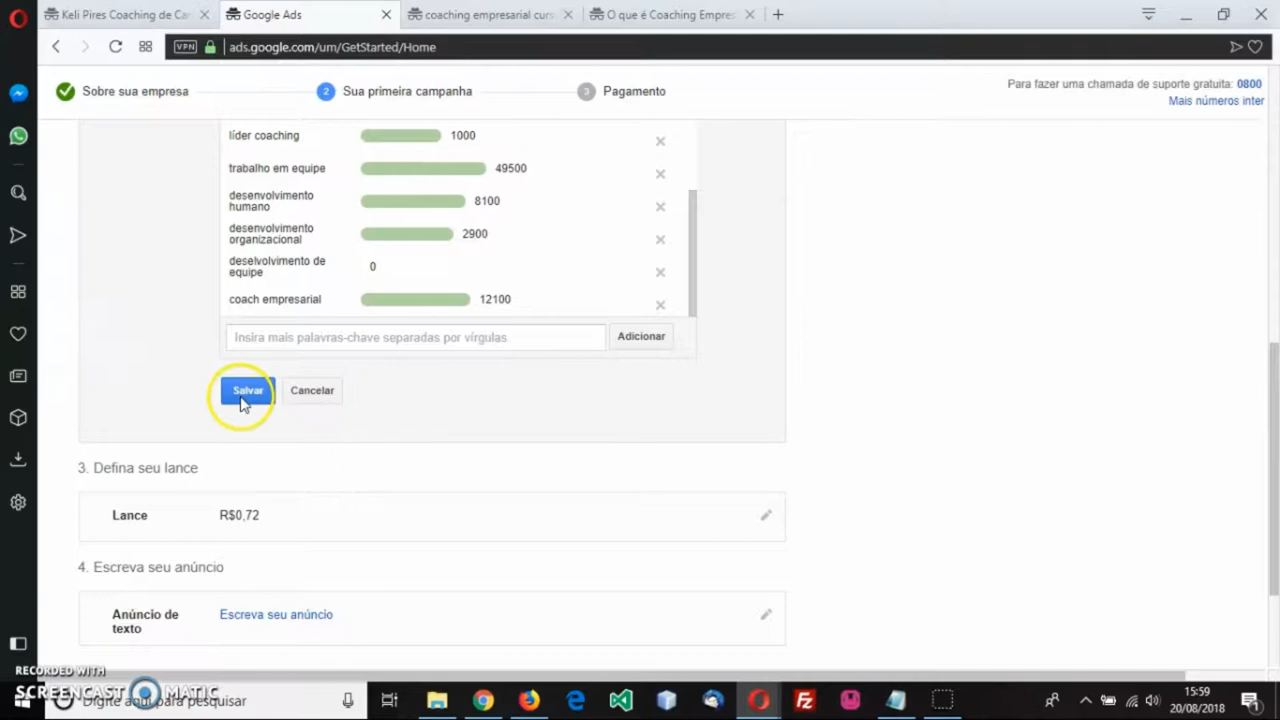 Keli Pires Coaching de Car
Google Ads
coaching empresarial curs
O que é Coaching Empres
VPN
ads.google.com/um/GetStarted/Home
Sobre sua empresa
2
Sua primeira campanha
3
Pagamento
Para fazer uma chamada de suporte gratuita: 0800
Mais números inter
líder coaching 1000
trabalho em equipe 49500
desenvolvimento
humano 8100
desenvolvimento
organizacional 2900
deselvolvimento de
equipe 0
coach empresarial 12100
Insira mais palavras-chave separadas por vírgulas
Adicionar
Salvar
Cancelar
3. Defina seu lance
Lance R$0,72
4. Escreva seu anúncio
Anúncio de
texto
Escreva seu anúncio
RECORDED WITH
SCREENCAST MATIC
Digite aqui para pesquisar
15:59
20/08/2018
1